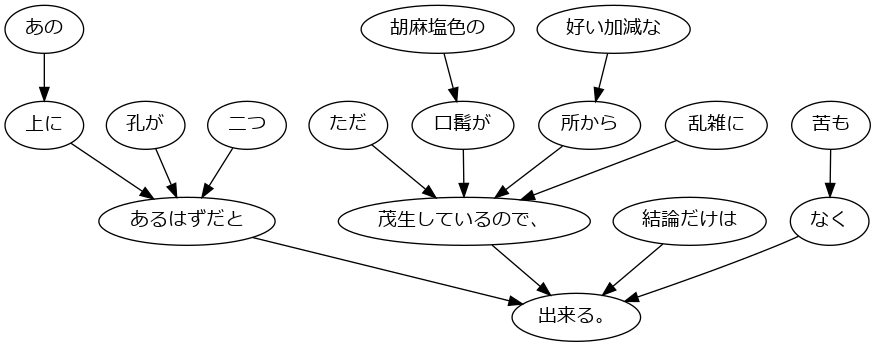 あの 胡麻塩色の 好い加減な
上に 孔が 二つ ただ 口髯が 所から 乱雑に 苦も
あるはずだと 茂生しているので、 結論だけは なく
出来る。